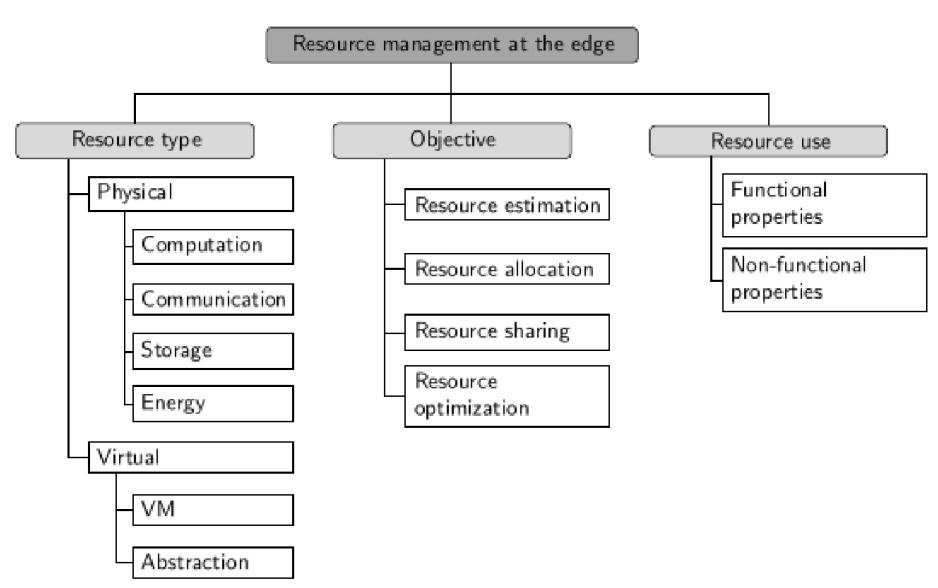 Resource management at the edge
Resource type
Physical
Computation
Communication
Storage
Energy
Virtual
VM
Abstraction
Objective
Resource estimation
Resource allocation
Resource sharing
Resource
optimization
Resource use
Functional
properties
Non-functional
properties